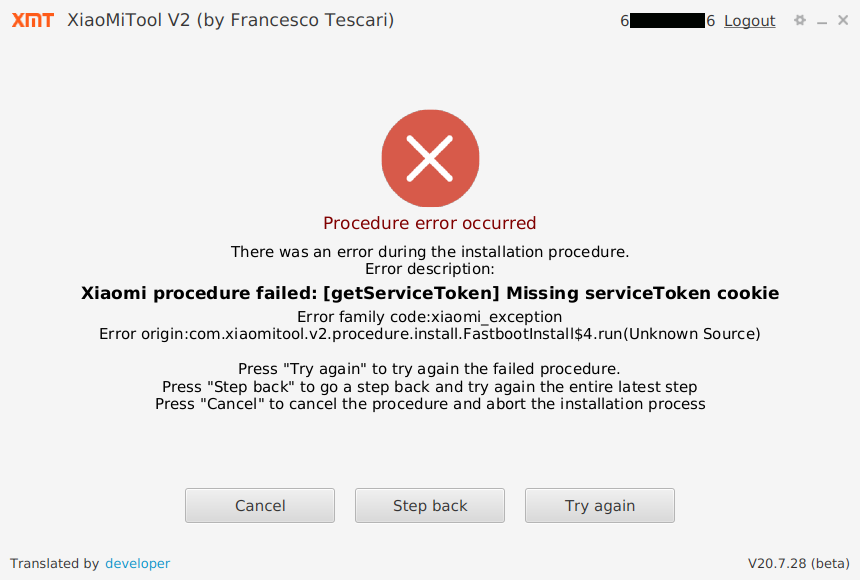 XMT XiaoMiTool V2 (by Francesco Tescari) 6 6 Logout
Procedure error occurred
There was an error during the installation procedure.
Error description:
Xiaomi procedure failed: [getServiceToken] Missing serviceToken cookie
Error family code:xiaomi_exception
Error origin:com.xiaomitool.v2.procedure.install.FastbootInstall$4.run(Unknown Source)
Press "Try again" to try again the failed procedure.
Press "Step back" to go a step back and try again the entire latest step
Press "Cancel" to cancel the procedure and abort the installation process
Cancel Step back Try again
Translated by developer V20.7.28 (beta)